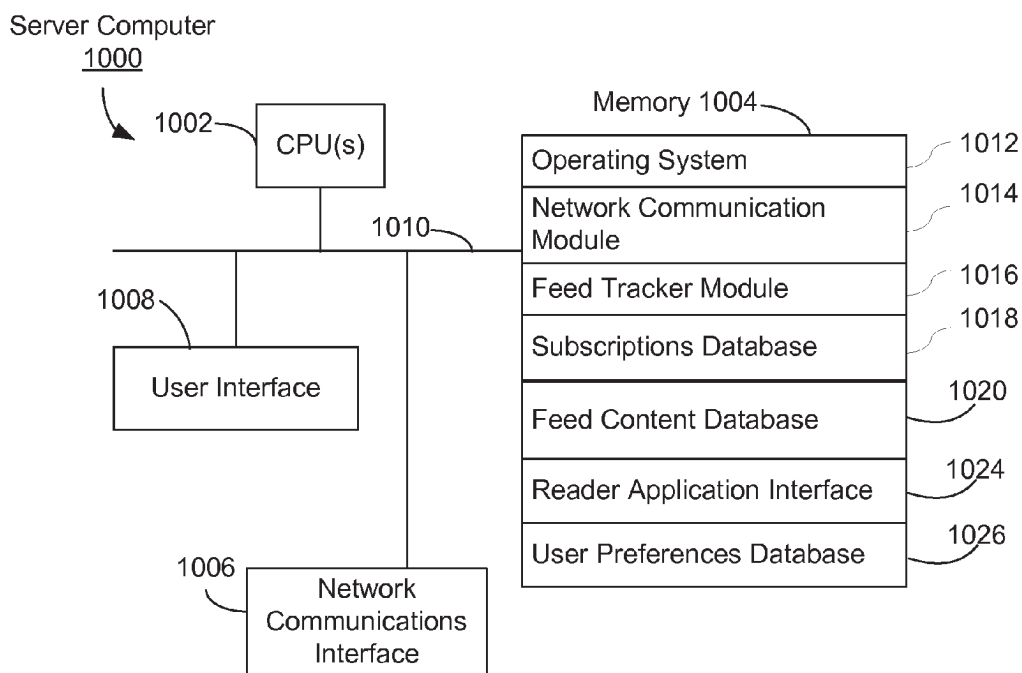 Server Computer
1000
1002
CPU(s)
Memory 1004
Operating System
1012
Network Communication
Module
1014
1010
Feed Tracker Module
1016
1008
Subscriptions Database
1018
User Interface
Feed Content Database
1020
Reader Application Interface
1024
User Preferences Database
1026
1006
Network
Communications
Interface